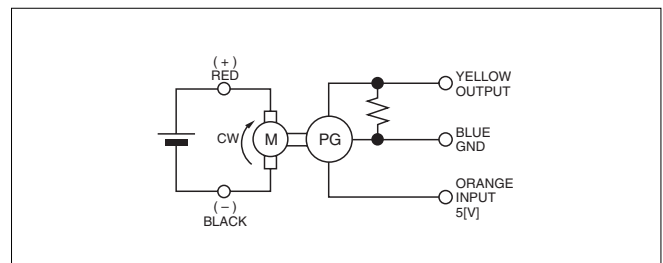 (+)
RED
CW
M
PG
(−)
BLACK
YELLOW
OUTPUT
BLUE
GND
ORANGE
INPUT
5[V]